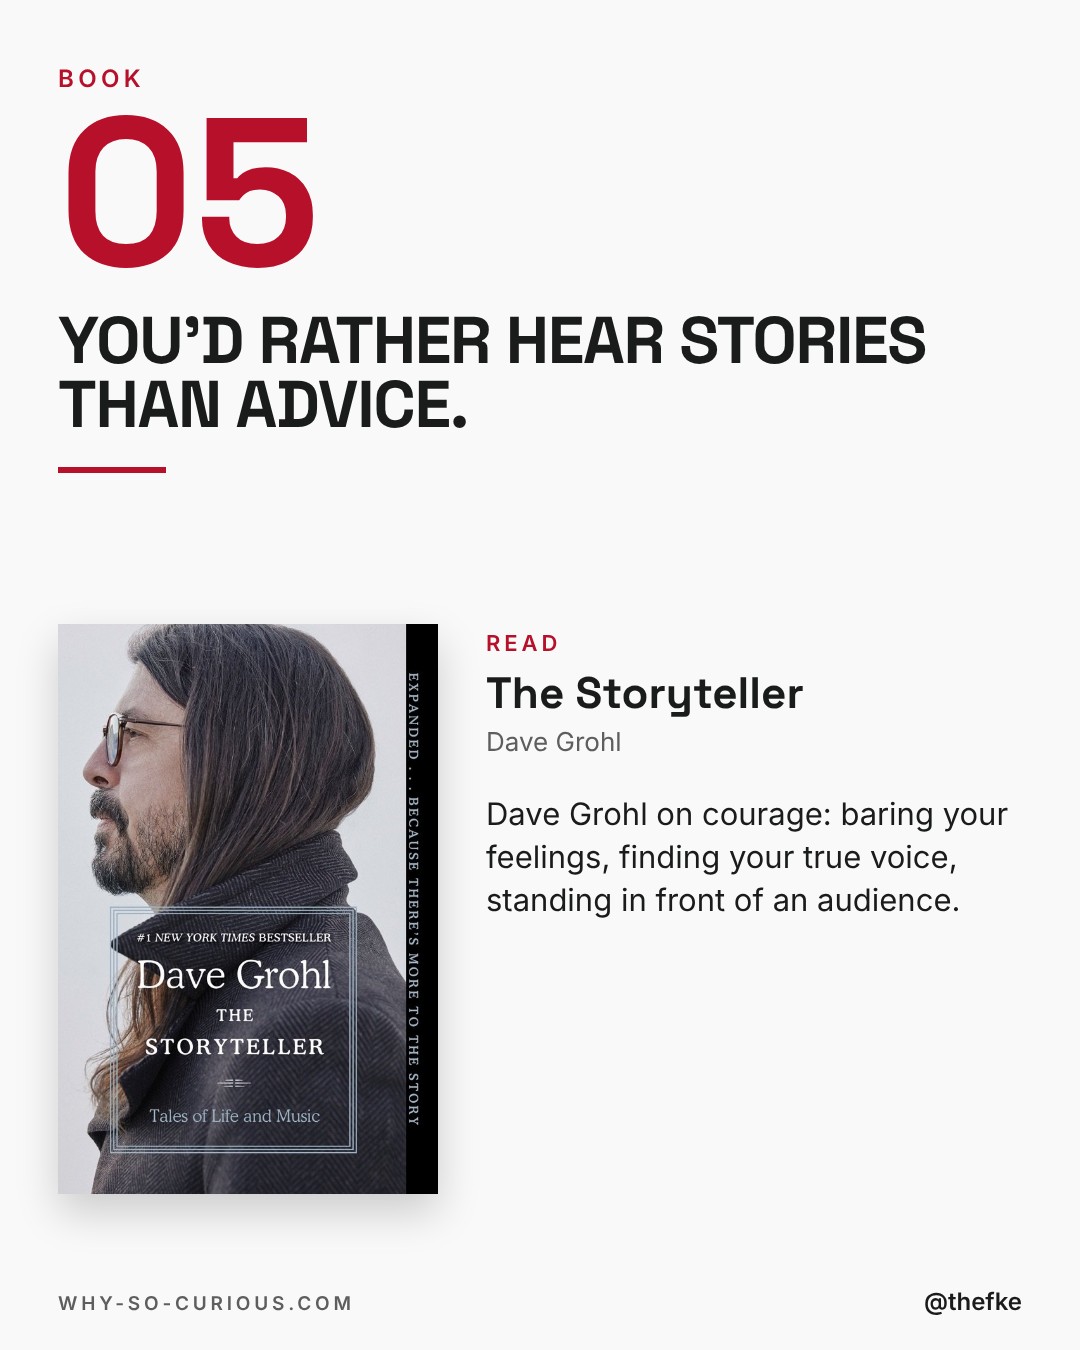 BOOK
05
YOU’D RATHER HEAR STORIES
THAN ADVICE.
READ
The Storyteller
Dave Grohl
Dave Grohl on courage: baring your
feelings, finding your true voice,
standing in front of an audience.
#1 NEW YORK TIMES BESTSELLER
Dave Grohl
THE
STORYTELLER
Tales of Life and Music
EXPANDED . . . BECAUSE THERE'S MORE TO THE STORY
WHY-SO-CURIOUS.COM
@thefke